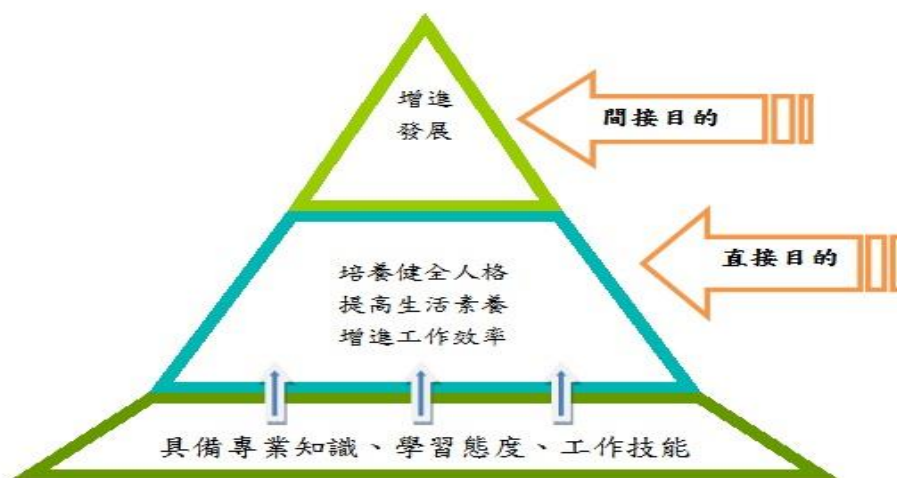 增進
發展
間接目的
培養健全人格
提高生活素養
增進工作效率
直接目的
具備專業知識、學習態度、工作技能